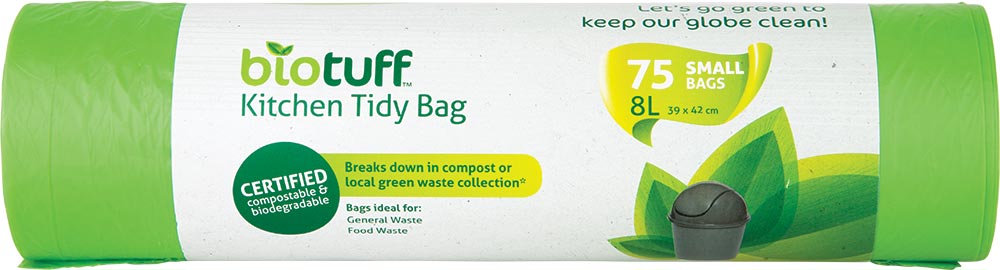 Let's go green to
keep our globe clean!
biotuff™
Kitchen Tidy Bag
75 SMALL BAGS
8L 39 x 42 cm
CERTIFIED
compostable &
biodegradable
Breaks down in compost or
local green waste collection☆
Bags ideal for:
General Waste
Food Waste